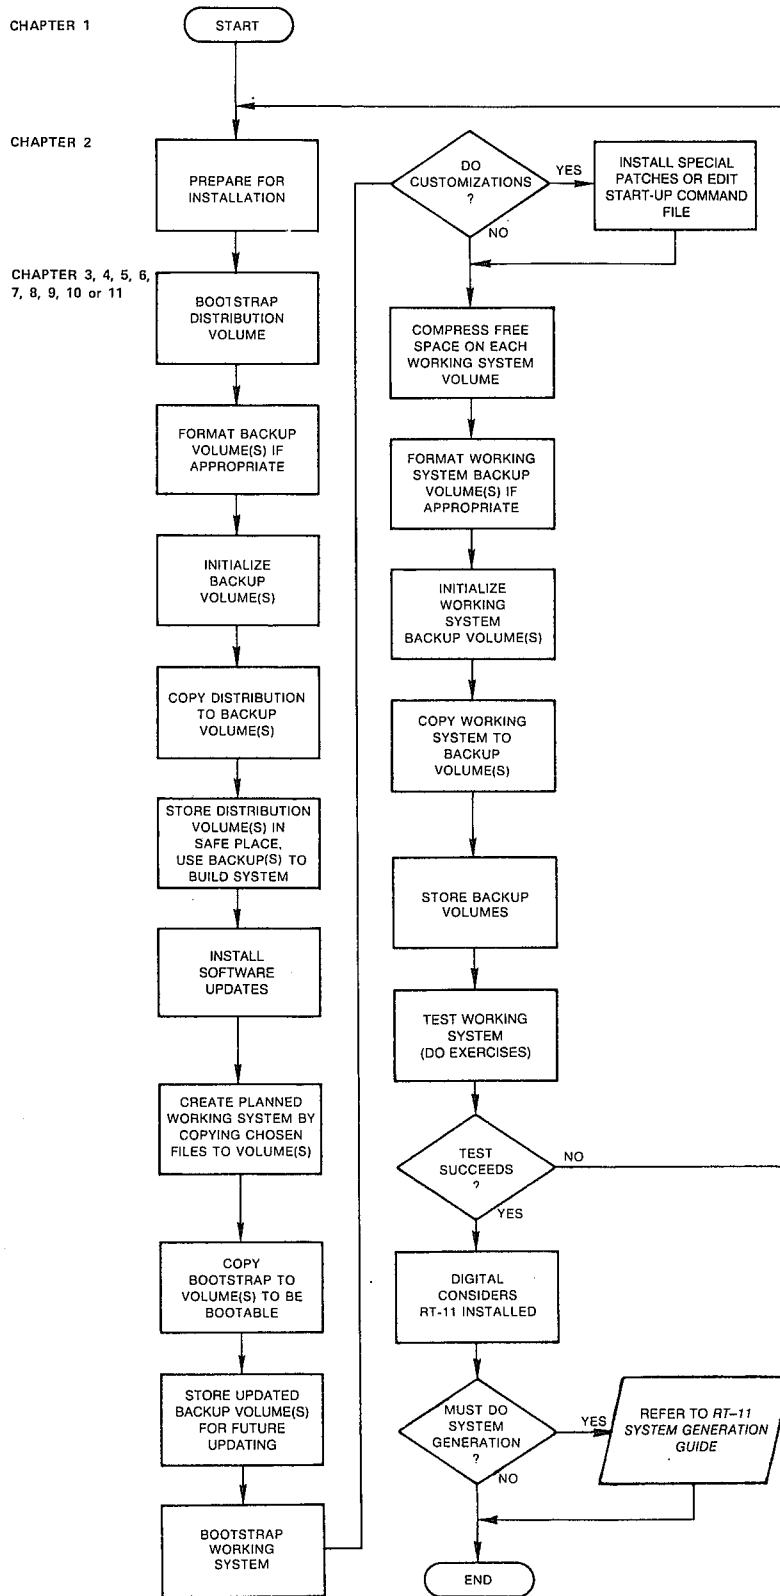 CHAPTER 1
START
CHAPTER 2
PREPARE FOR
INSTALLATION
CHAPTER 3, 4, 5, 6,
7, 8, 9, 10 or 11
BOOTSTRAP
DISTRIBUTION
VOLUME
FORMAT BACKUP
VOLUME(S) IF
APPROPRIATE
INITIALIZE
BACKUP
VOLUME(S)
COPY DISTRIBUTION
TO BACKUP
VOLUME(S)
STORE DISTRIBUTION
VOLUME(S) IN
SAFE PLACE,
USE BACKUP(S) TO
BUILD SYSTEM
INSTALL
SOFTWARE
UPDATES
CREATE PLANNED
WORKING SYSTEM BY
COPYING CHOSEN
FILES TO VOLUME(S)
COPY
BOOTSTRAP TO
VOLUME(S) TO BE
BOOTABLE
STORE UPDATED
BACKUP VOLUME(S)
FOR FUTURE
UPDATING
BOOTSTRAP
WORKING
SYSTEM
DO
CUSTOMIZATIONS
?
YES
INSTALL SPECIAL
PATCHES OR EDIT
START-UP COMMAND
FILE
NO
COMPRESS FREE
SPACE ON EACH
WORKING SYSTEM
VOLUME
FORMAT WORKING
SYSTEM BACKUP
VOLUME(S) IF
APPROPRIATE
INITIALIZE
WORKING
SYSTEM
BACKUP VOLUME(S)
COPY WORKING
SYSTEM TO
BACKUP
VOLUME(S)
STORE BACKUP
VOLUMES
TEST WORKING
SYSTEM
(DO EXERCISES)
TEST
SUCCEEDS
?
NO
YES
DIGITAL
CONSIDERS
RT-11 INSTALLED
MUST DO
SYSTEM
GENERATION
?
YES
REFER TO RT–11
SYSTEM GENERATION
GUIDE
NO
END